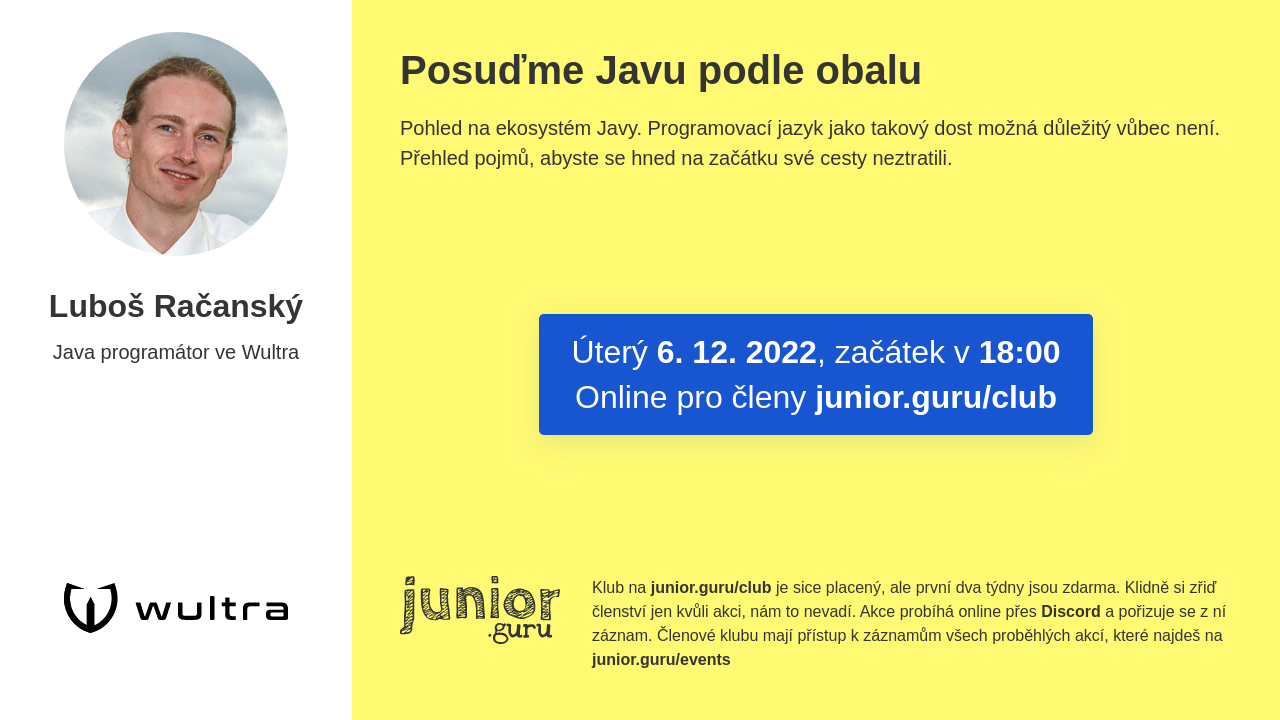 Luboš Račanský
Java programátor ve Wultra
wultra
Posuďme Javu podle obalu
Pohled na ekosystém Javy. Programovací jazyk jako takový dost možná důležitý vůbec není.
Přehled pojmů, abyste se hned na začátku své cesty neztratili.
Úterý 6. 12. 2022, začátek v 18:00
Online pro členy junior.guru/club
junior
.guru
Klub na junior.guru/club je sice placený, ale první dva týdny jsou zdarma. Klidně si zřiď
členství jen kvůli akci, nám to nevadí. Akce probíhá online přes Discord a pořizuje se z ní
záznam. Členové klubu mají přístup k záznamům všech proběhlých akcí, které najdeš na
junior.guru/events